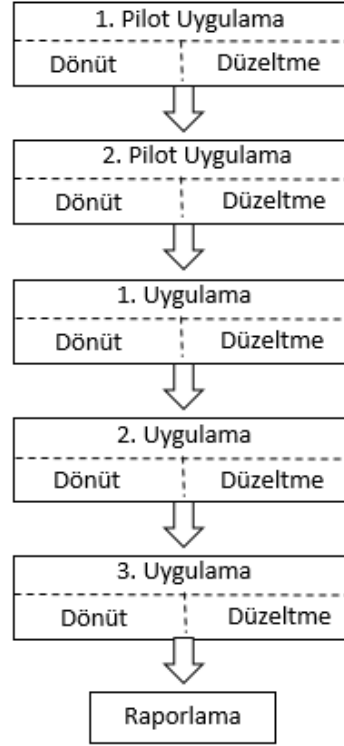 1. Pilot Uygulama
Dönüt Düzeltme
2. Pilot Uygulama
Dönüt Düzeltme
1. Uygulama
Dönüt Düzeltme
2. Uygulama
Dönüt Düzeltme
3. Uygulama
Dönüt Düzeltme
Raporlama